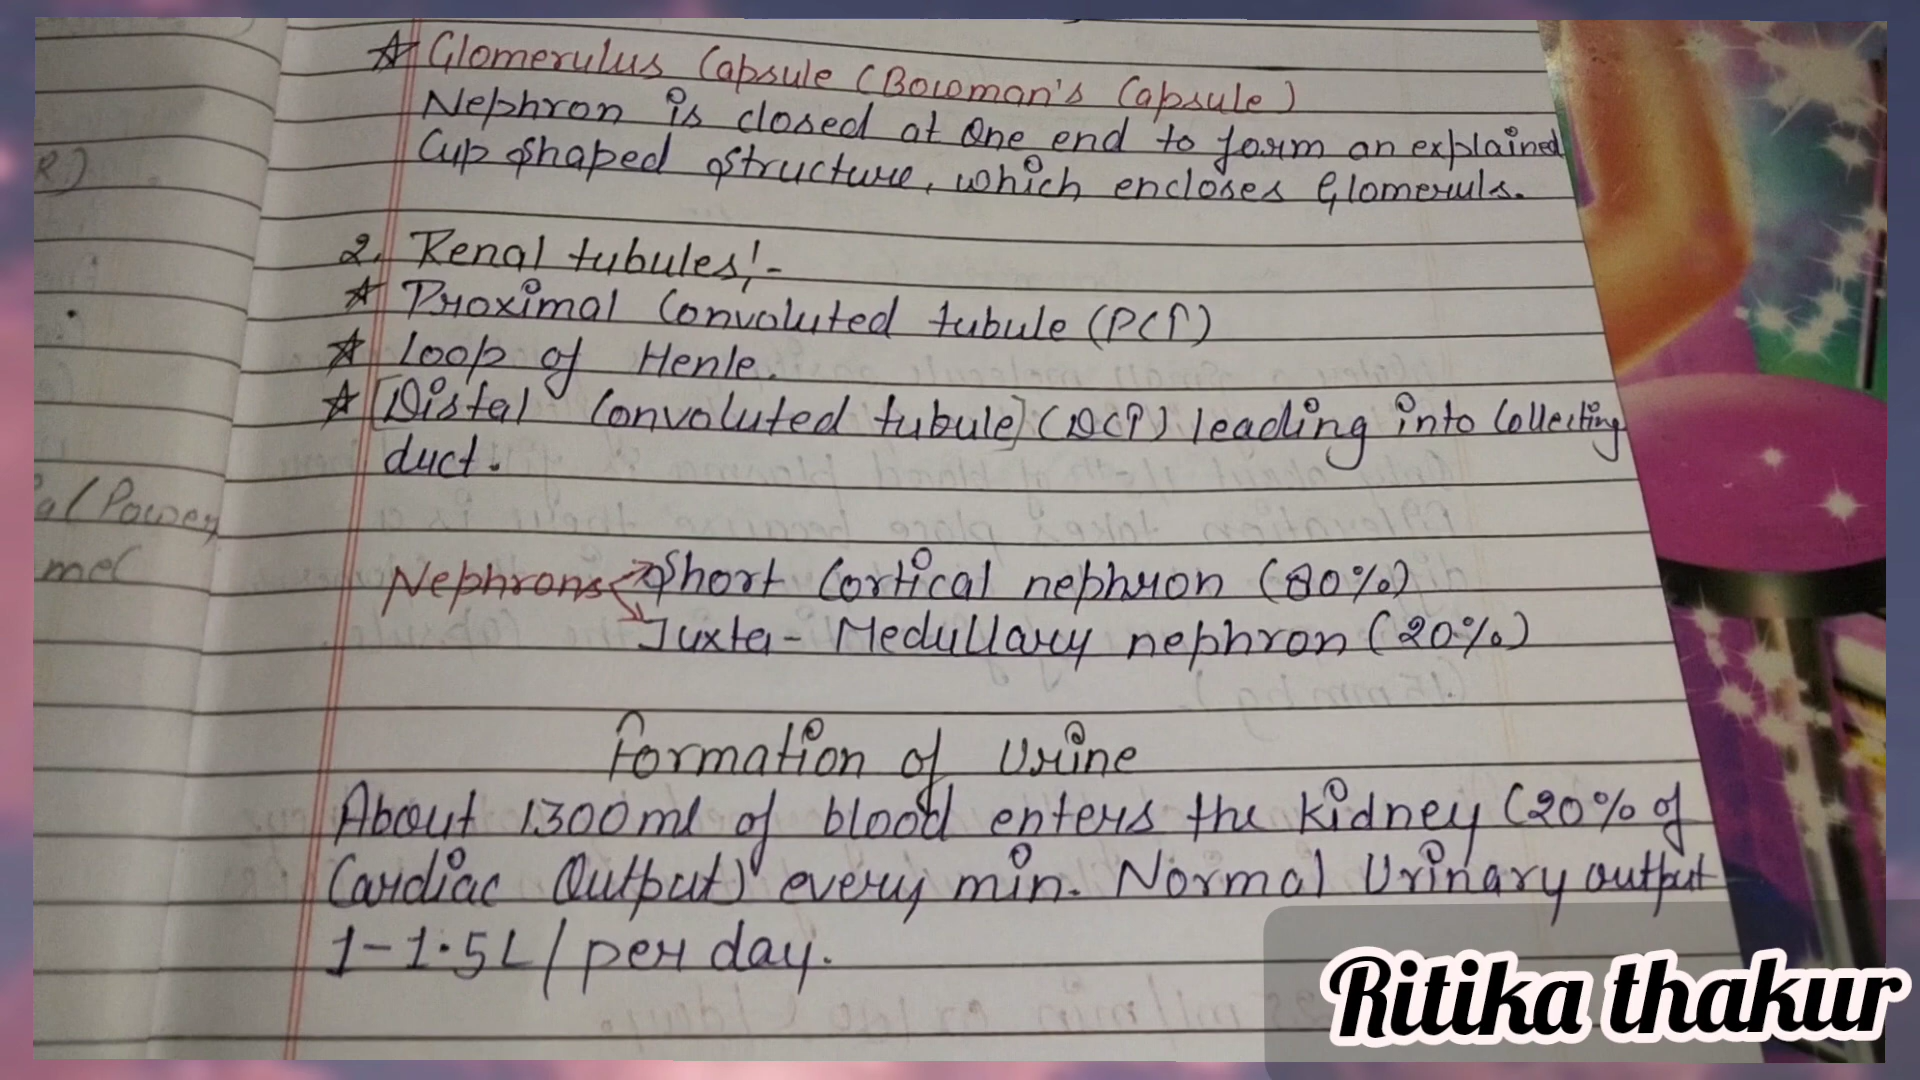 ☆ Glomerulus Capsule (Bowman's Capsule)
Nephron is closed at One end to form an explained
Cup shaped structure, which encloses Glomeruls.
2. Renal tubules:-
☆ Proximal Convoluted tubule (PCT)
☆ Loop of Henle.
☆ [Distal Convoluted tubule] (DCT) leading into Collecting
duct.
Nephrons → Short Cortical nephron (80%)
→ Juxta-Medullary nephron (20%)
Formation of Urine
About 1300ml of blood enters the Kidney (20% of
Cardiac Output) every min. Normal Urinary output
1-1.5L/per day.
R)
al Power
Ritika thakur